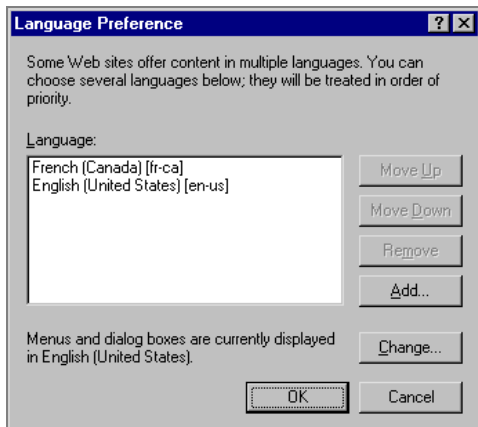 Language Preference
Some Web sites offer content in multiple languages. You can
choose several languages below; they will be treated in order of
priority.
Language:
French (Canada) [fr-ca]
English (United States) [en-us]
Move Up
Move Down
Remove
Add...
Menus and dialog boxes are currently displayed
in English (United States).
Change...
OK
Cancel